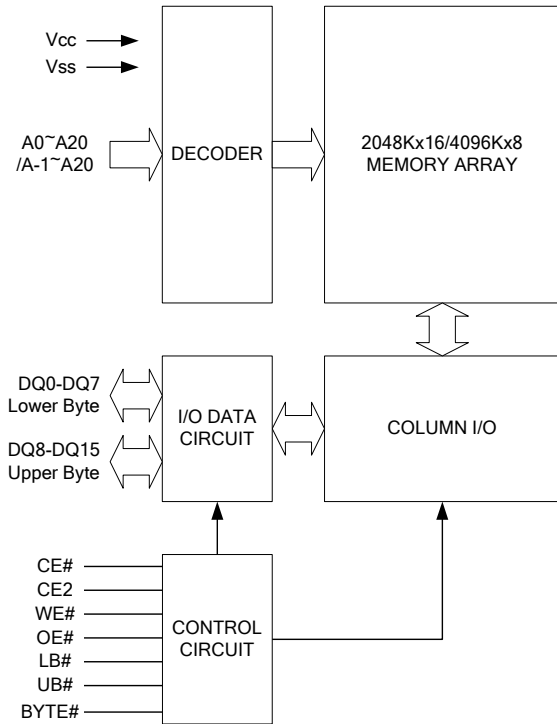 Vcc
Vss
A0~A20
/A-1~A20
DECODER
2048Kx16/4096Kx8
MEMORY ARRAY
DQ0-DQ7
Lower Byte
DQ8-DQ15
Upper Byte
I/O DATA
CIRCUIT
COLUMN I/O
CE#
CE2
WE#
OE#
LB#
UB#
BYTE#
CONTROL
CIRCUIT